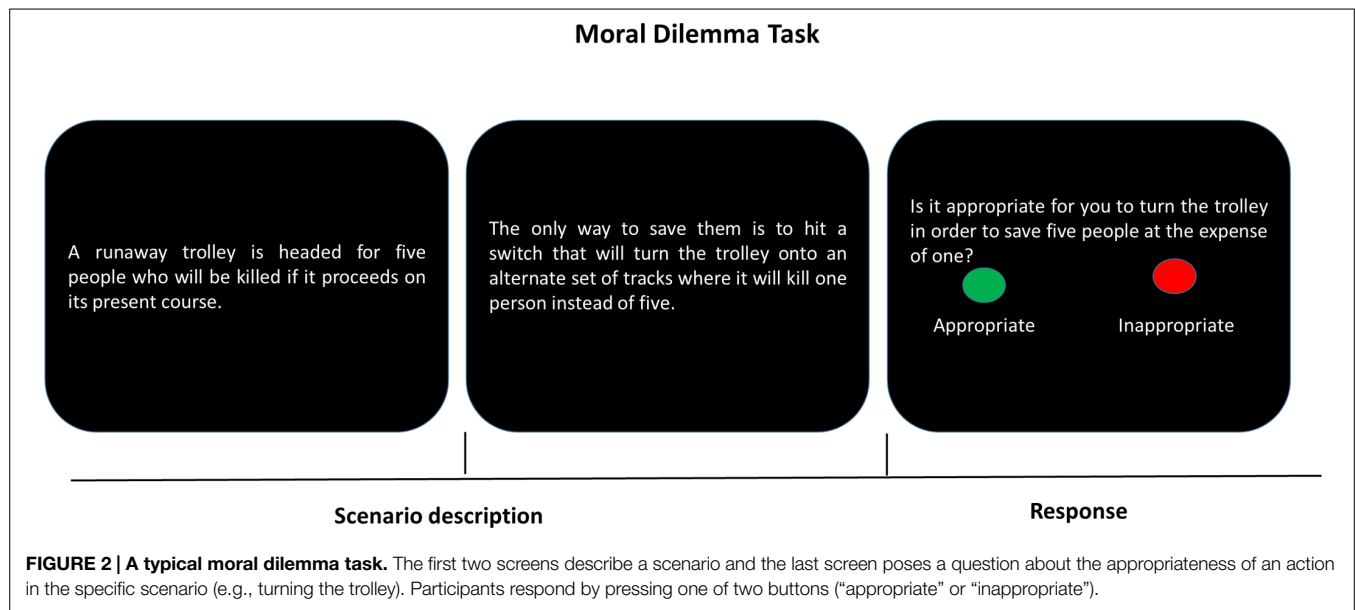 Moral Dilemma Task
A runaway trolley is headed for five
people who will be killed if it proceeds on
its present course.
The only way to save them is to hit a
switch that will turn the trolley onto an
alternate set of tracks where it will kill one
person instead of five.
Is it appropriate for you to turn the trolley
in order to save five people at the expense
of one?
Appropriate
Inappropriate
Scenario description
Response
FIGURE 2 | A typical moral dilemma task. The first two screens describe a scenario and the last screen poses a question about the appropriateness of an action
in the specific scenario (e.g., turning the trolley). Participants respond by pressing one of two buttons (“appropriate” or “inappropriate”).